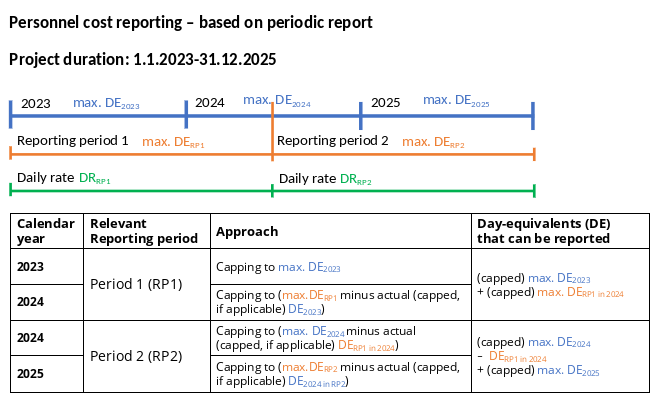 Personnel cost reporting – based on periodic report
Project duration: 1.1.2023-31.12.2025
2023 max. DE2023 2024 max. DE2024 2025 max. DE2025
Reporting period 1 max. DERP1 Reporting period 2 max. DERP2
Daily rate DRRP1 Daily rate DRRP2
Calendar year
Relevant Reporting period
Approach
Day-equivalents (DE) that can be reported
2023
Period 1 (RP1)
Capping to max. DE2023
(capped) max. DE2023
+ (capped) max. DERP1 in 2024
2024
Capping to (max.DERP1 minus actual (capped,
if applicable) DE2023)
2024
Period 2 (RP2)
Capping to (max. DE2024 minus actual
(capped, if applicable) DERP1 in 2024)
(capped) max. DE2024
– DERP1 in 2024
+ (capped) max. DE2025
2025
Capping to (max.DERP2 minus actual (capped,
if applicable) DE2024 in RP2)